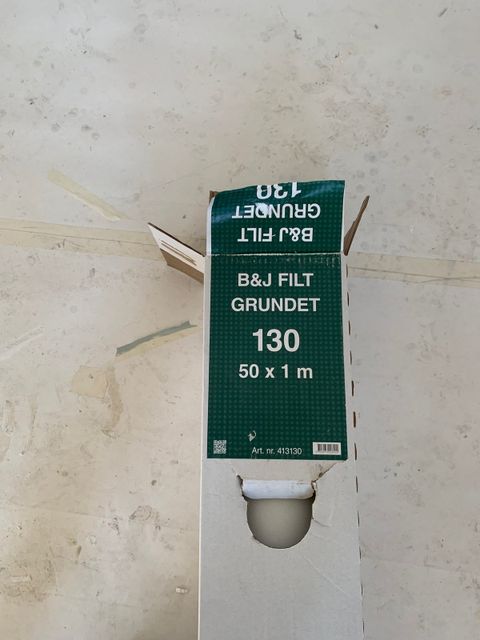 130
GRUNDET
B&J FILT
B&J FILT
GRUNDET
130
50 x 1 m
Art. nr. 413130